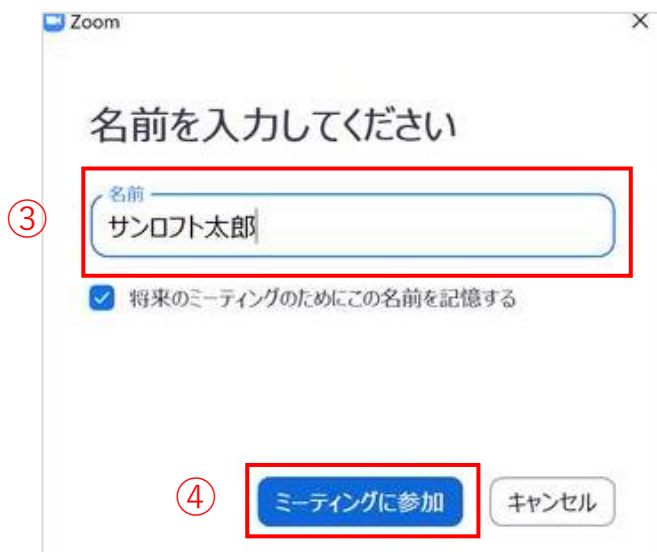 Zoom
名前を入力してください
名前
③
サンロフト太郎
将来のミーティングのためにこの名前を記憶する
④
ミーティングに参加
キャンセル